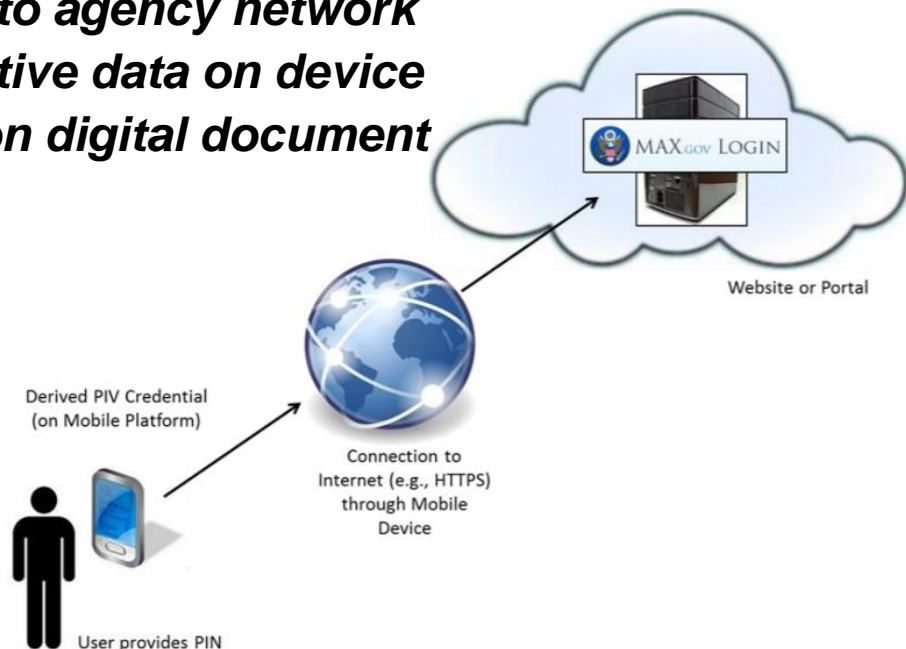 to agency network
tive data on device
on digital document
MAX.gov LOGIN
Website or Portal
Derived PIV Credential
(on Mobile Platform)
Connection to
Internet (e.g., HTTPS)
through Mobile
Device
User provides PIN